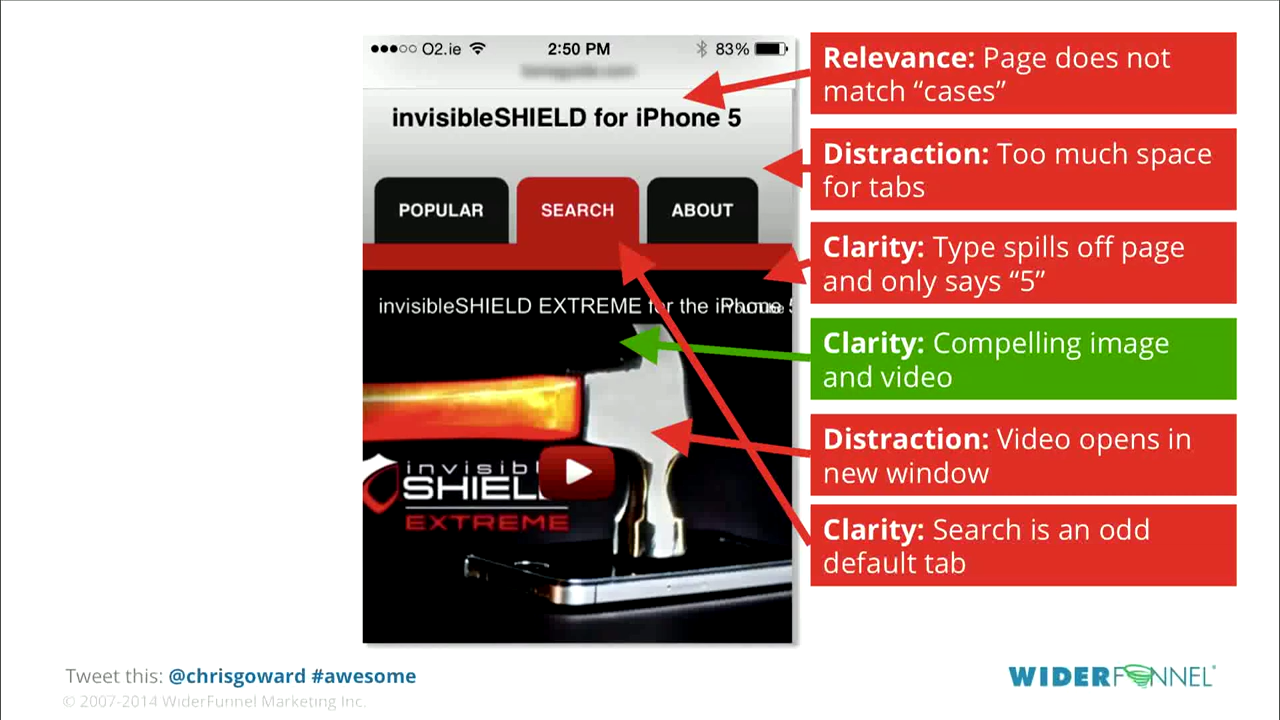 O2.ie 2:50 PM 83%
invisibleSHIELD for iPhone 5
POPULAR SEARCH ABOUT
invisibleSHIELD EXTREME for the iPhone 5
invisibl
SHIEL
EXTREME
Relevance: Page does not
match “cases”
Distraction: Too much space
for tabs
Clarity: Type spills off page
and only says “5”
Clarity: Compelling image
and video
Distraction: Video opens in
new window
Clarity: Search is an odd
default tab
Tweet this: @chrisgoward #awesome
© 2007-2014 WiderFunnel Marketing Inc.
WIDERFUNNEL